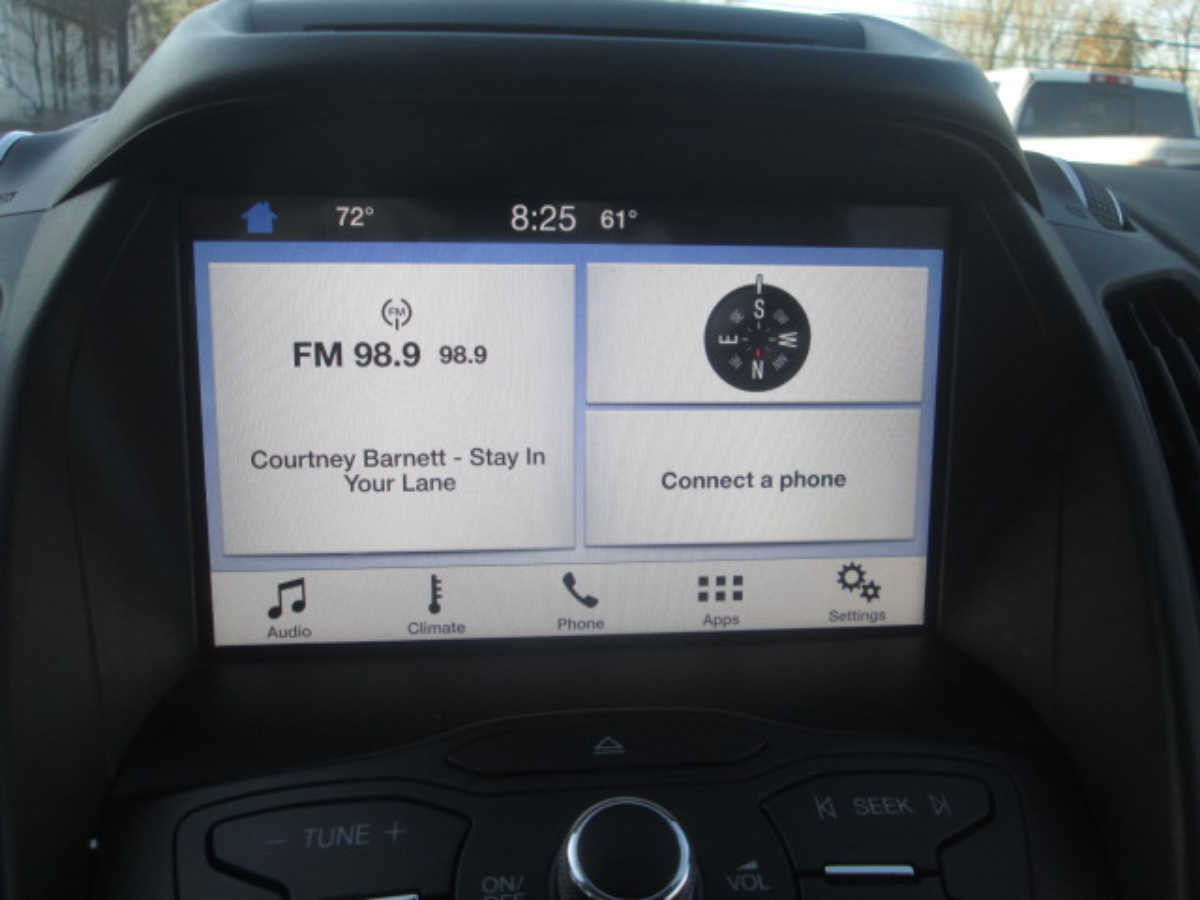 72° 8:25 61°
FM
FM 98.9 98.9
Courtney Barnett - Stay In
Your Lane
S
E W
N
Connect a phone
Audio Climate Phone Apps Settings
- TUNE +
SEEK
ON/
OFF
VOL